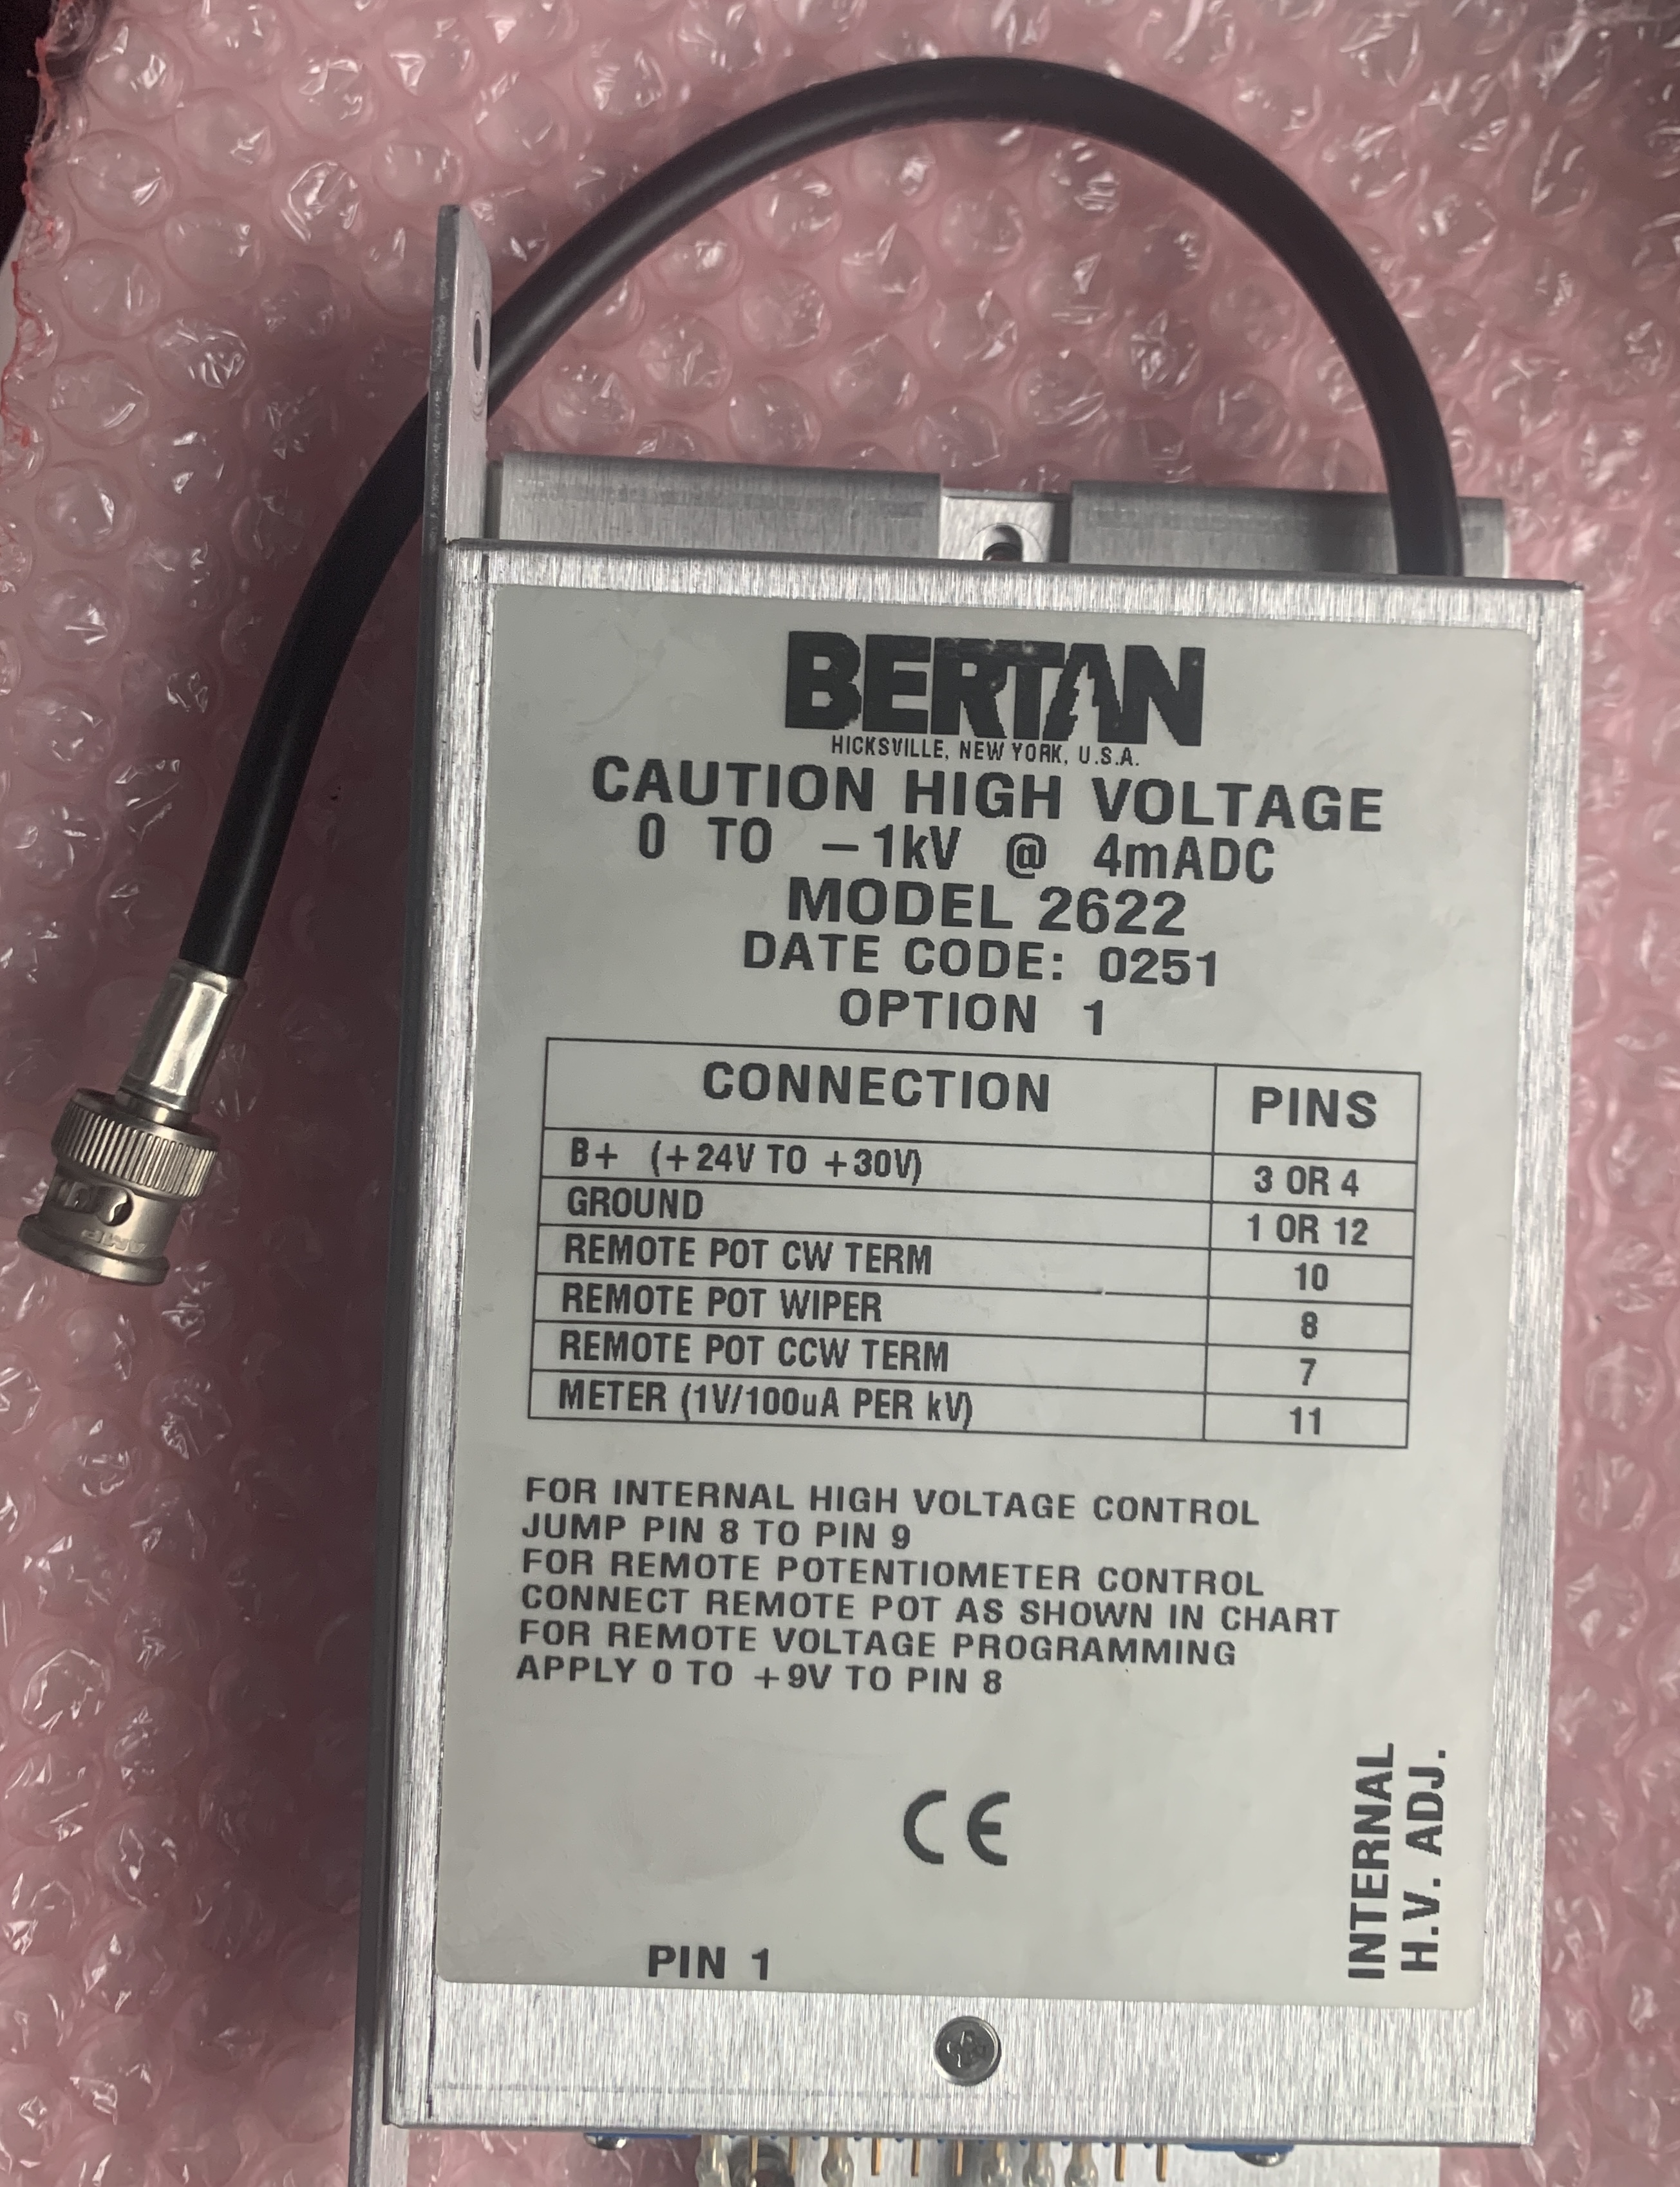 BERTAN
HICKSVILLE, NEW YORK, U.S.A.
CAUTION HIGH VOLTAGE
0 TO −1kV @ 4mADC
MODEL 2622
DATE CODE: 0251
OPTION 1
CONNECTION PINS
B+ (+24V TO +30V) 3 OR 4
GROUND 1 OR 12
REMOTE POT CW TERM 10
REMOTE POT WIPER 8
REMOTE POT CCW TERM 7
METER (1V/100uA PER kV) 11
FOR INTERNAL HIGH VOLTAGE CONTROL
JUMP PIN 8 TO PIN 9
FOR REMOTE POTENTIOMETER CONTROL
CONNECT REMOTE POT AS SHOWN IN CHART
FOR REMOTE VOLTAGE PROGRAMMING
APPLY 0 TO +9V TO PIN 8
CE
INTERNAL
H.V. ADJ.
PIN 1
AMP